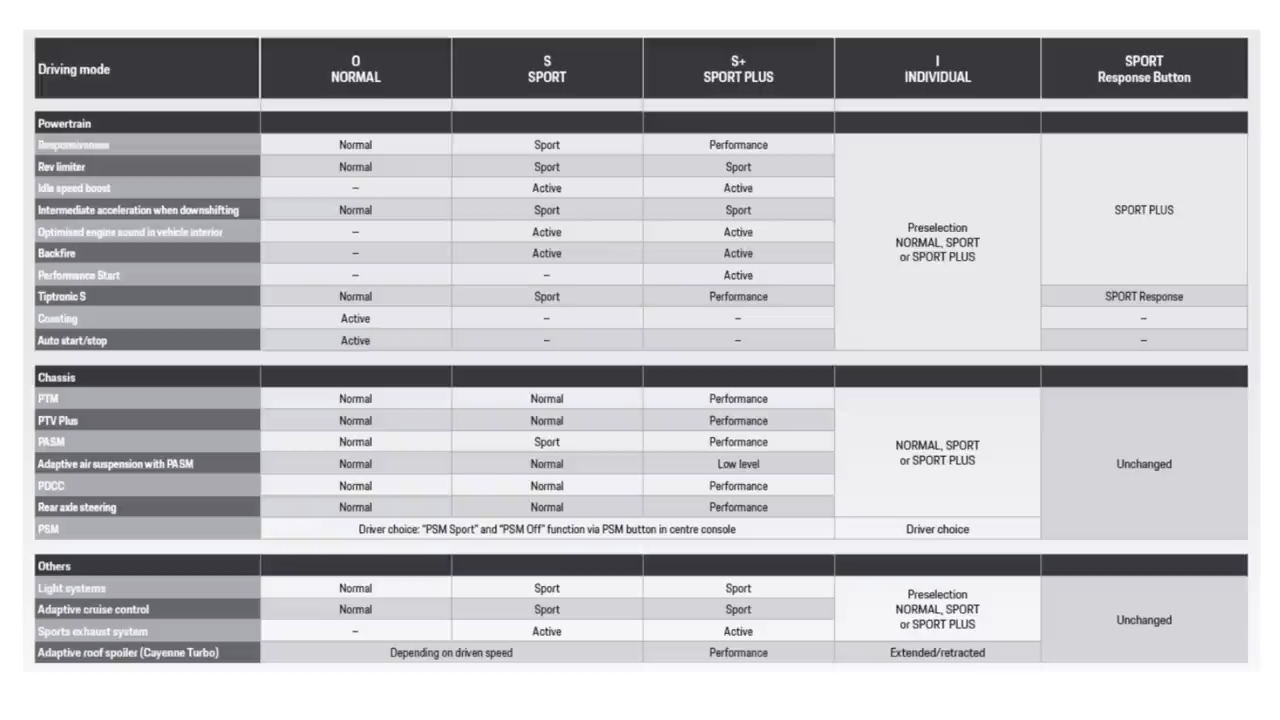 Driving mode
O
NORMAL
S
SPORT
S+
SPORT PLUS
I
INDIVIDUAL
SPORT
Response Button
Powertrain
Responsiveness Normal Sport Performance
Rev limiter Normal Sport Sport
Idle speed boost – Active Active
Intermediate acceleration when downshifting Normal Sport Sport
Optimised engine sound in vehicle interior – Active Active
Backfire – Active Active
Performance Start – – Active
Preselection
NORMAL, SPORT
or SPORT PLUS
SPORT PLUS
Tiptronic S Normal Sport Performance SPORT Response
Coasting Active – – –
Auto start/stop Active – – –
Chassis
PTM Normal Normal Performance
PTV Plus Normal Normal Performance
PASM Normal Sport Performance
Adaptive air suspension with PASM Normal Normal Low level
PDCC Normal Normal Performance
Rear axle steering Normal Normal Performance
NORMAL, SPORT
or SPORT PLUS
Unchanged
PSM Driver choice: “PSM Sport” and “PSM Off” function via PSM button in centre console Driver choice
Others
Light systems Normal Sport Sport
Adaptive cruise control Normal Sport Sport
Sports exhaust system – Active Active
Preselection
NORMAL, SPORT
or SPORT PLUS
Unchanged
Adaptive roof spoiler (Cayenne Turbo) Depending on driven speed Performance Extended/retracted